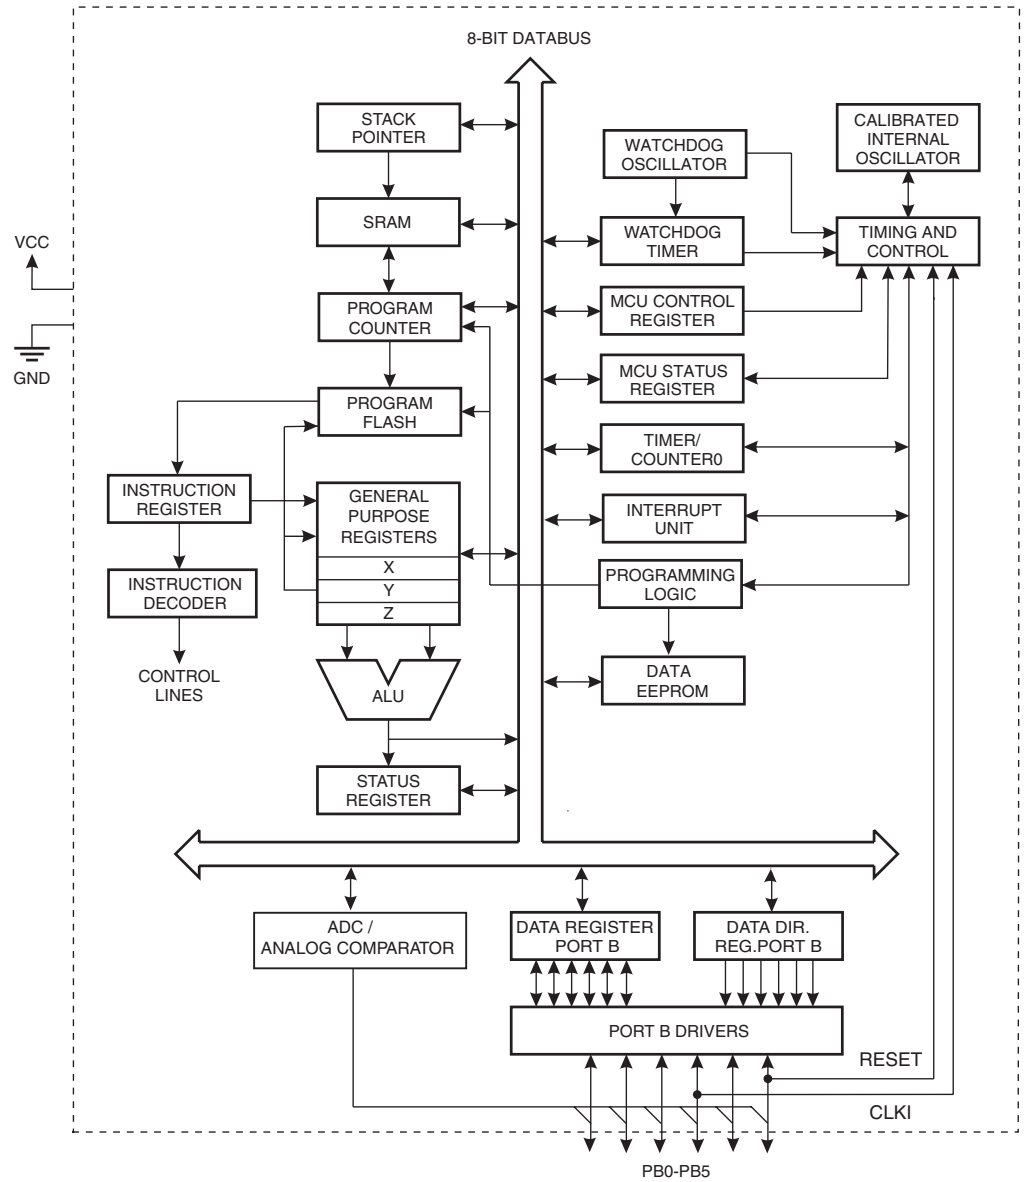 8-BIT DATABUS
STACK
POINTER
SRAM
PROGRAM
COUNTER
PROGRAM
FLASH
VCC
GND
INSTRUCTION
REGISTER
INSTRUCTION
DECODER
CONTROL
LINES
GENERAL
PURPOSE
REGISTERS
X
Y
Z
ALU
STATUS
REGISTER
WATCHDOG
OSCILLATOR
CALIBRATED
INTERNAL
OSCILLATOR
WATCHDOG
TIMER
TIMING AND
CONTROL
MCU CONTROL
REGISTER
MCU STATUS
REGISTER
TIMER/
COUNTER0
INTERRUPT
UNIT
PROGRAMMING
LOGIC
DATA
EEPROM
ADC /
ANALOG COMPARATOR
DATA REGISTER
PORT B
DATA DIR.
REG.PORT B
PORT B DRIVERS
RESET
CLKI
PB0-PB5